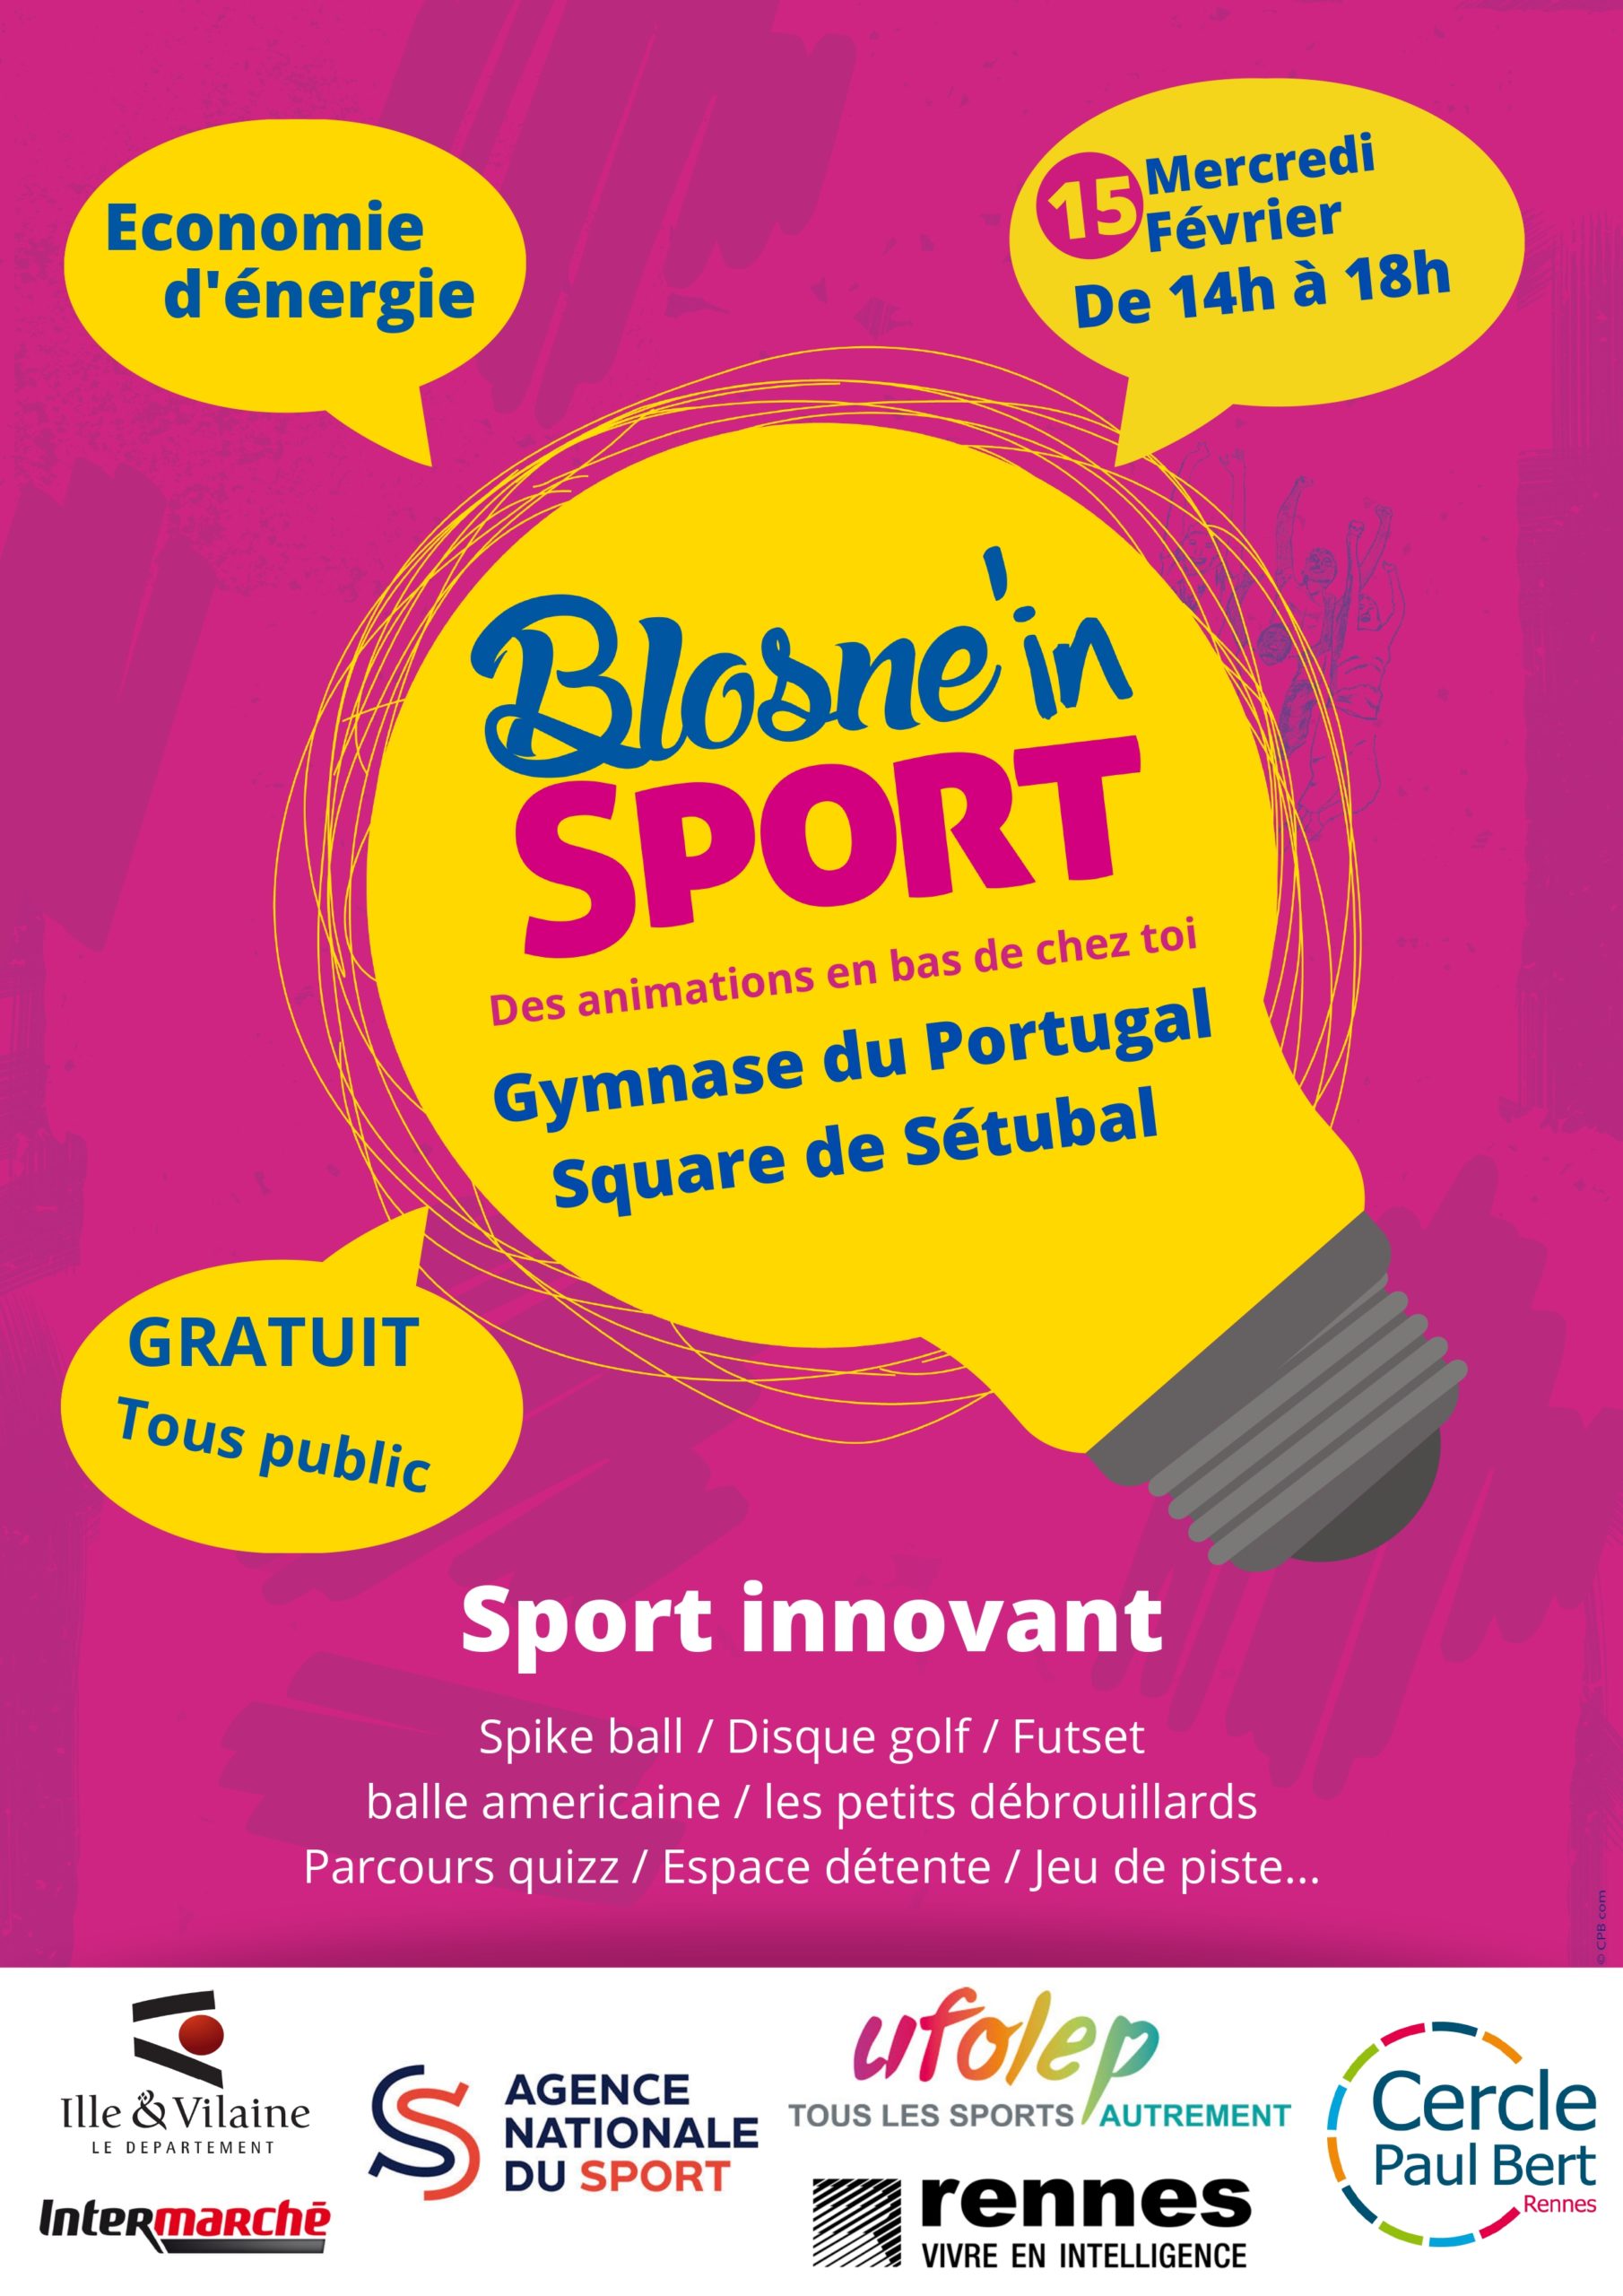 Economie
d'énergie
15 Mercredi
Février
De 14h à 18h
Blosne'in
SPORT
Des animations en bas de chez toi
Gymnase du Portugal
Square de Sétubal
GRATUIT
Tous public
Sport innovant
Spike ball / Disque golf / Futset
balle americaine / les petits débrouillards
Parcours quizz / Espace détente / Jeu de piste...
© CPB com
Ille & Vilaine
LE DEPARTEMENT
Intermarché
AGENCE
NATIONALE
DU SPORT
ufolep
TOUS LES SPORTS / AUTREMENT
rennes
VIVRE EN INTELLIGENCE
Cercle
Paul Bert
Rennes